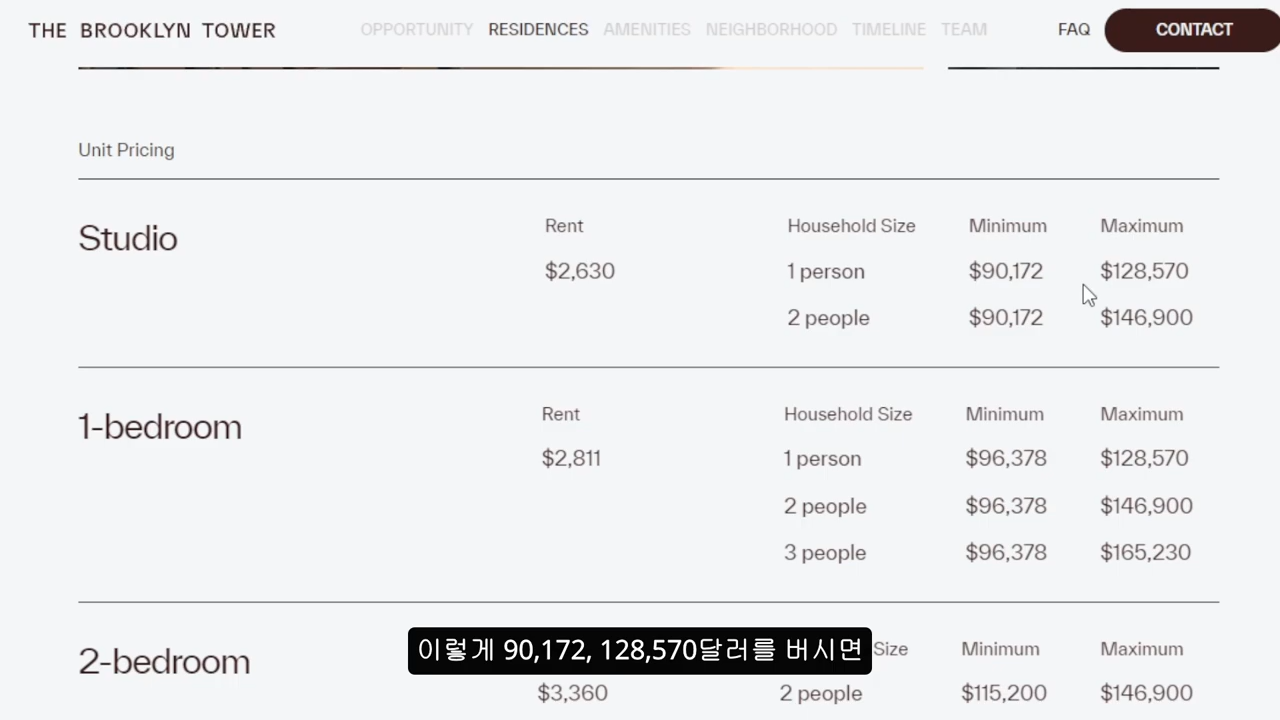 THE BROOKLYN TOWER OPPORTUNITY RESIDENCES AMENITIES NEIGHBORHOOD TIMELINE TEAM FAQ CONTACT
Unit Pricing
Studio Rent Household Size Minimum Maximum
$2,630 1 person $90,172 $128,570
2 people $90,172 $146,900
1-bedroom Rent Household Size Minimum Maximum
$2,811 1 person $96,378 $128,570
2 people $96,378 $146,900
3 people $96,378 $165,230
2-bedroom Size Minimum Maximum
이렇게 90,172, 128,570달러를 버시면
$3,360 2 people $115,200 $146,900